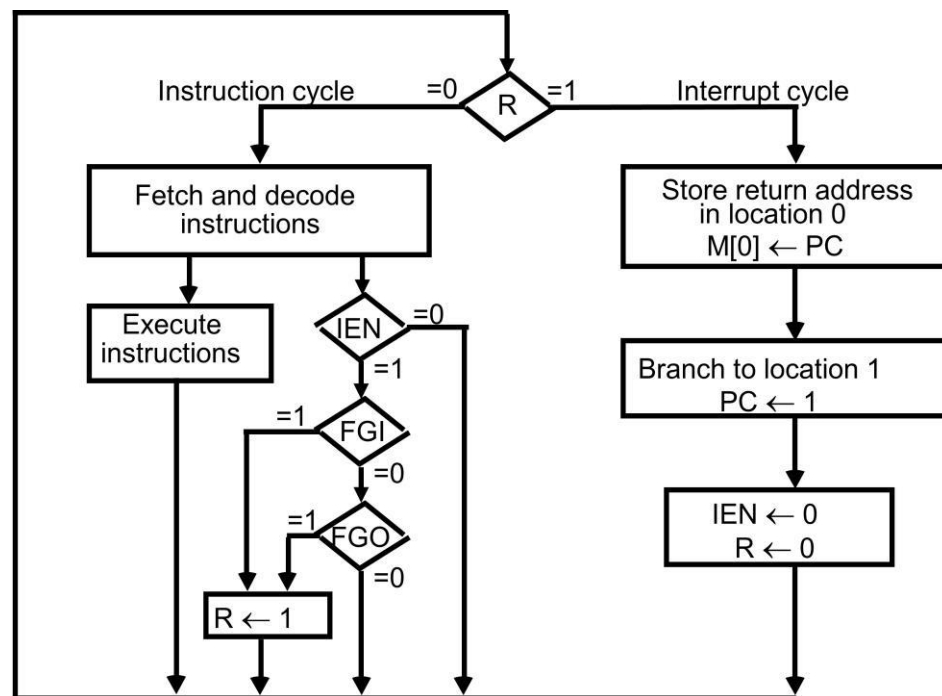 Instruction cycle
=0
R
=1
Interrupt cycle
Fetch and decode
instructions
Store return address
in location 0
M[0] ← PC
Execute
instructions
IEN
=0
=1
Branch to location 1
PC ← 1
=1
FGI
=0
=1
FGO
=0
IEN ← 0
R ← 0
R ← 1